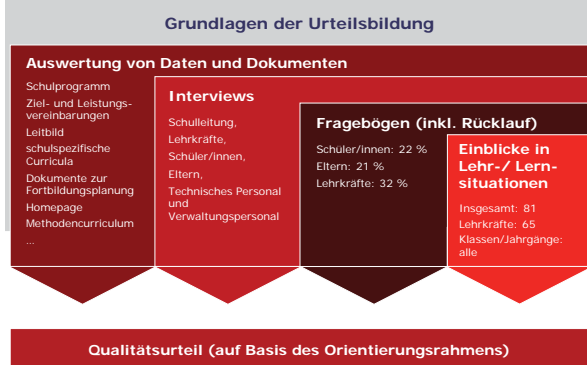 Grundlagen der Urteilsbildung
Auswertung von Daten und Dokumenten
Schulprogramm
Ziel- und Leistungs-
vereinbarungen
Leitbild
schulspezifische
Curricula
Dokumente zur
Fortbildungsplanung
Homepage
Methodencurriculum
...
Interviews
Schulleitung,
Lehrkräfte,
Schüler/innen,
Eltern,
Technisches Personal
und
Verwaltungspersonal
Fragebögen (inkl. Rücklauf)
Schüler/innen: 22 %
Eltern: 21 %
Lehrkräfte: 32 %
Einblicke in
Lehr-/ Lern-
situationen
Insgesamt: 81
Lehrkräfte: 65
Klassen/Jahrgänge:
alle
Qualitätsurteil (auf Basis des Orientierungsrahmens)